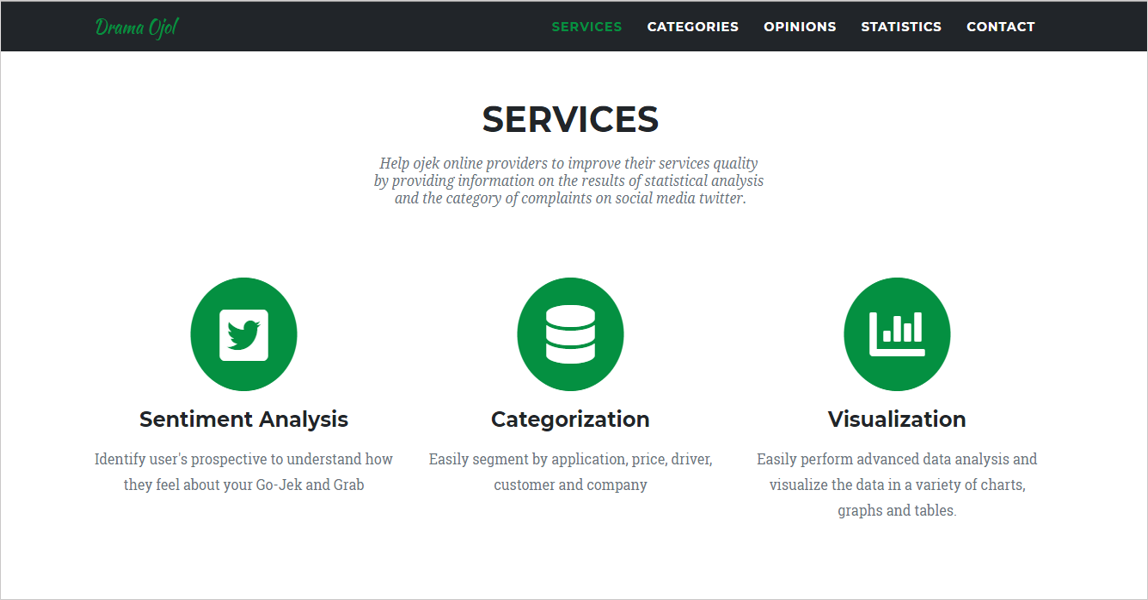 Drama Ojol
SERVICES CATEGORIES OPINIONS STATISTICS CONTACT
SERVICES
Help ojek online providers to improve their services quality
by providing information on the results of statistical analysis
and the category of complaints on social media twitter.
Sentiment Analysis
Identify user's prospective to understand how
they feel about your Go-Jek and Grab
Categorization
Easily segment by application, price, driver,
customer and company
Visualization
Easily perform advanced data analysis and
visualize the data in a variety of charts,
graphs and tables.